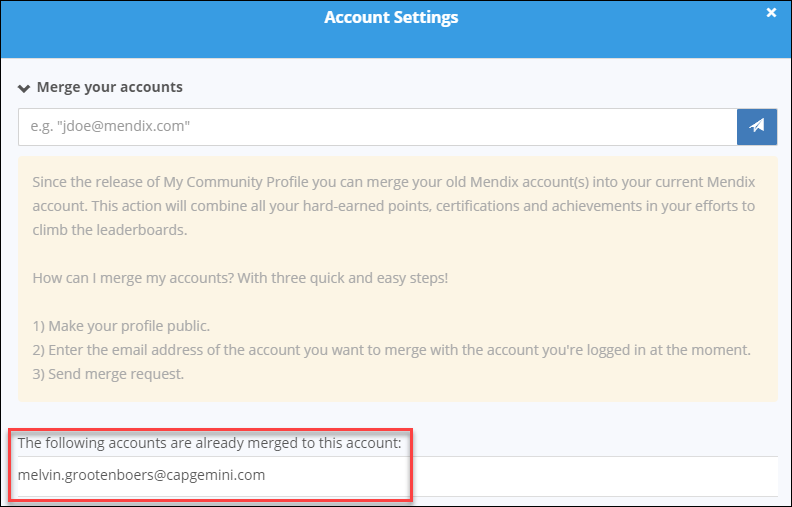 Account Settings
Merge your accounts
e.g. "jdoe@mendix.com"
Since the release of My Community Profile you can merge your old Mendix account(s) into your current Mendix
account. This action will combine all your hard-earned points, certifications and achievements in your efforts to
climb the leaderboards.
How can I merge my accounts? With three quick and easy steps!
1) Make your profile public.
2) Enter the email address of the account you want to merge with the account you're logged in at the moment.
3) Send merge request.
The following accounts are already merged to this account:
melvin.grootenboers@capgemini.com